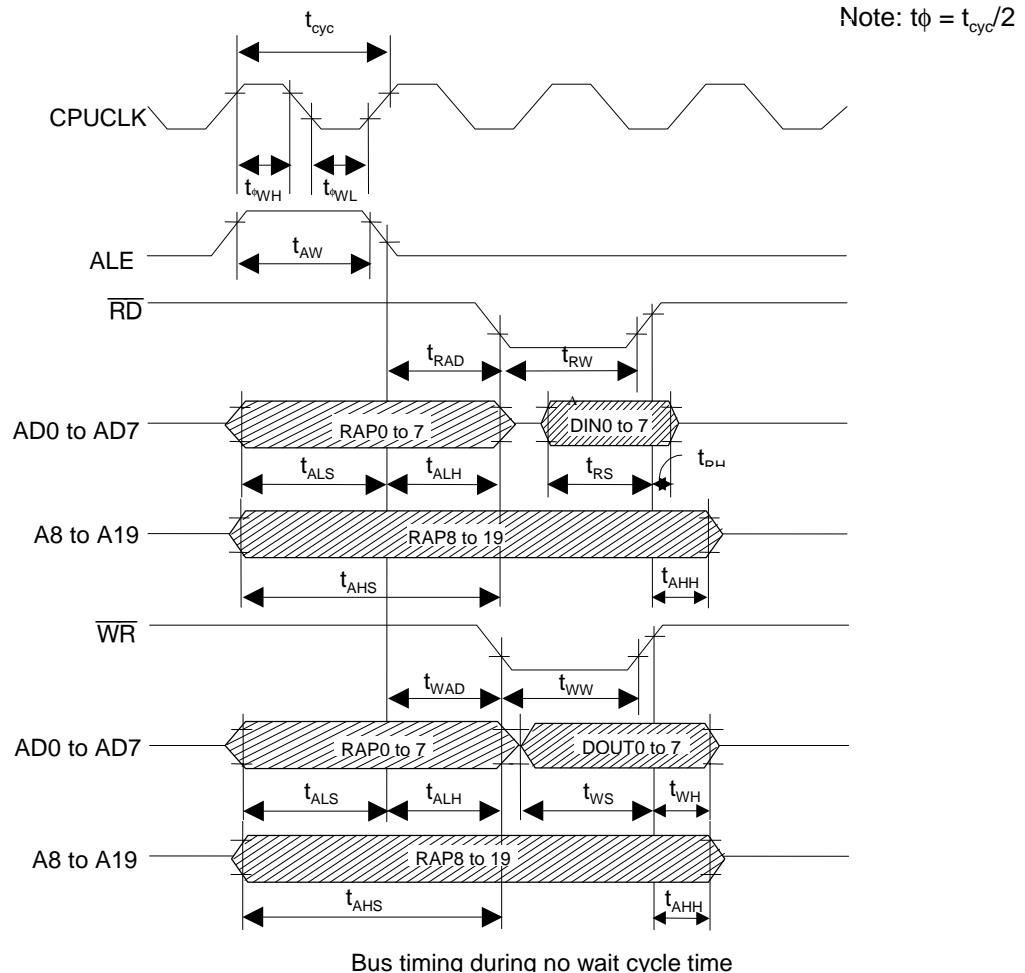 Note: tϕ = tcyc/2
tcyc
CPUCLK
tϕWH
tϕWL
ALE
tAW
RD
tRAD
tRW
AD0 to AD7
RAP0 to 7
DIN0 to 7
tALS
tALH
tRS
tRH
A8 to A19
RAP8 to 19
tAHS
tAHH
WR
tWAD
tWW
AD0 to AD7
RAP0 to 7
DOUT0 to 7
tALS
tALH
tWS
tWH
A8 to A19
RAP8 to 19
tAHS
tAHH
Bus timing during no wait cycle time